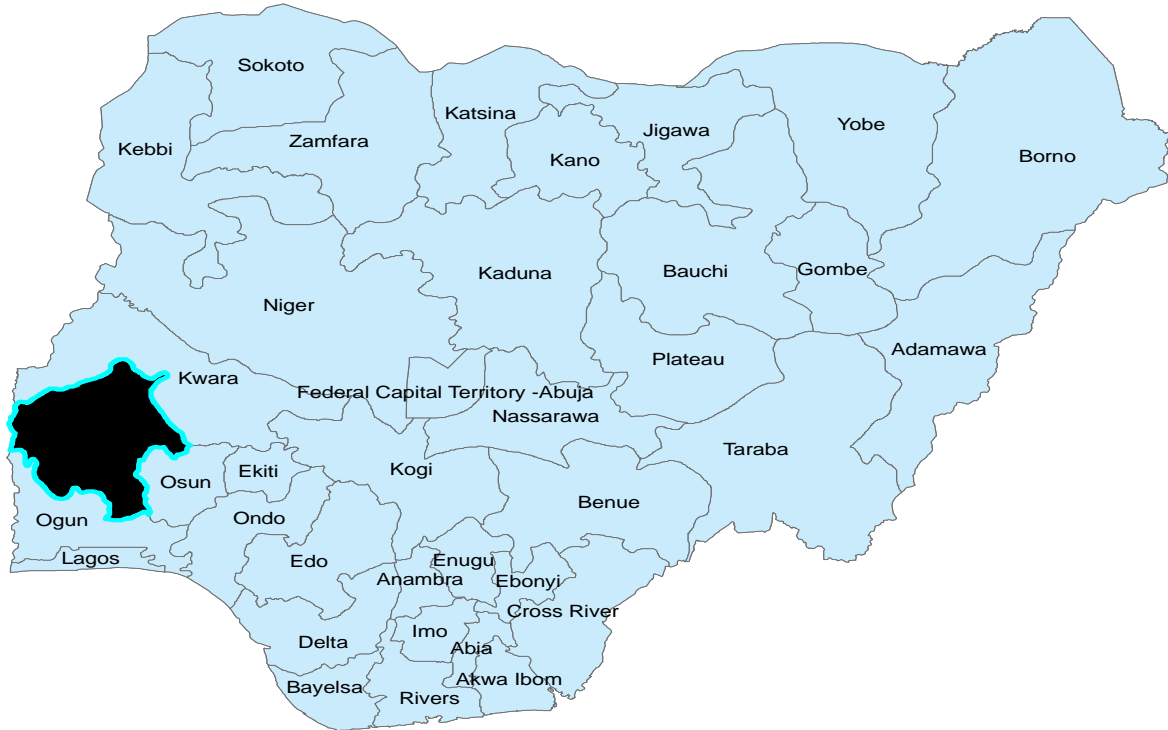 Sokoto
Katsina
Yobe
Jigawa
Zamfara
Kebbi
Borno
Kano
Kaduna
Bauchi
Gombe
Niger
Adamawa
Plateau
Kwara
Federal Capital Territory -Abuja
Nassarawa
Taraba
Kogi
Ekiti
Osun
Benue
Ogun
Ondo
Lagos
Edo
Enugu
Anambra
Ebonyi
Cross River
Imo
Delta
Abia
Akwa Ibom
Bayelsa
Rivers